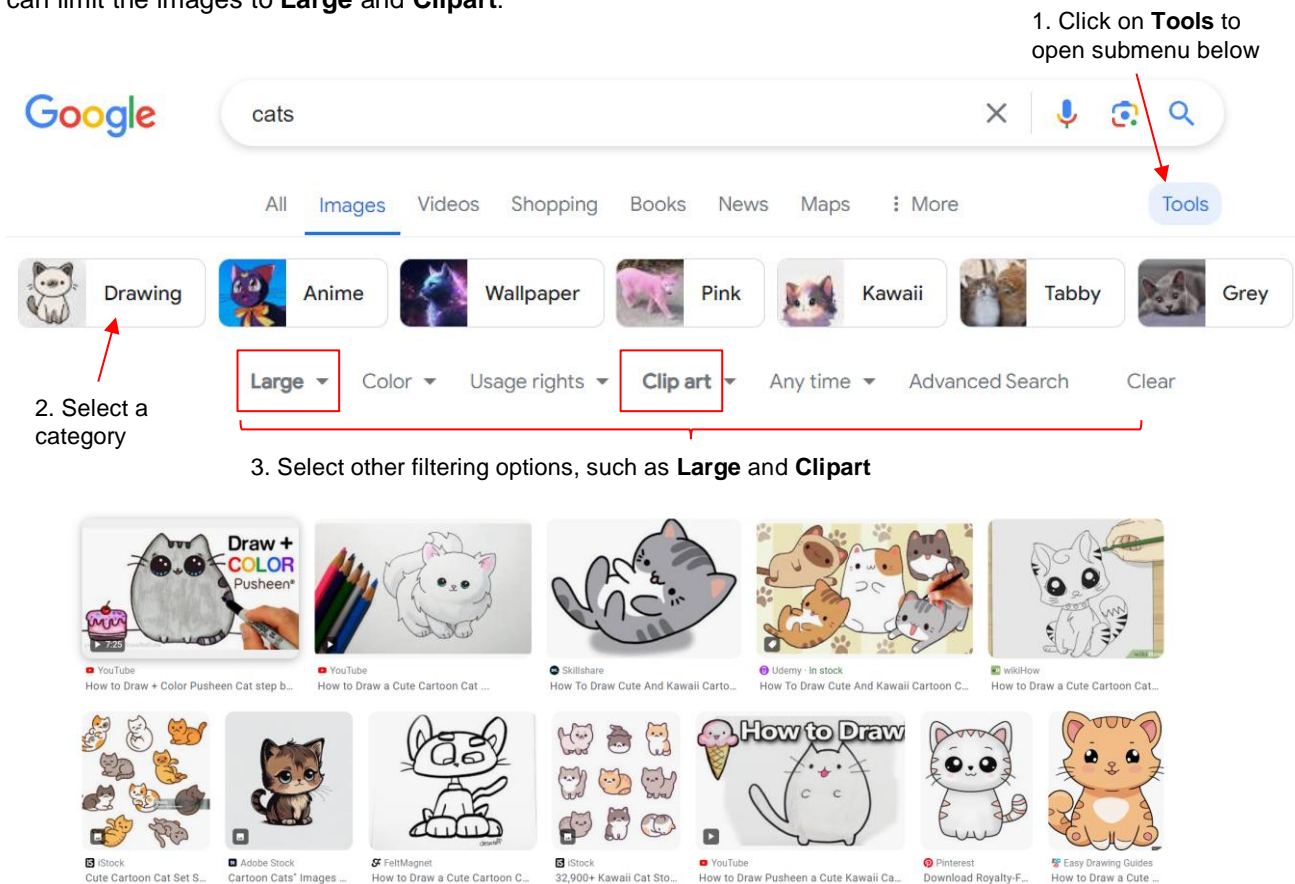 can limit the images to Large and Clipart.
1. Click on Tools to
open submenu below
Google
cats
All Images Videos Shopping Books News Maps More
Tools
Drawing
Anime
Wallpaper
Pink
Kawaii
Tabby
Grey
2. Select a
category
Large Color Usage rights Clip art Any time Advanced Search Clear
3. Select other filtering options, such as Large and Clipart
Draw +
COLOR
Pusheen®
7:25
YouTube
How to Draw + Color Pusheen Cat step b...
YouTube
How to Draw a Cute Cartoon Cat ...
Skillshare
How To Draw Cute And Kawaii Carto...
Udemy · In stock
How To Draw Cute And Kawaii Cartoon C...
wikiHow
How to Draw a Cute Cartoon Cat...
iStock
Cute Cartoon Cat Set S...
Adobe Stock
Cartoon Cats" Images ...
FeltMagnet
How to Draw a Cute Cartoon C...
iStock
32,900+ Kawaii Cat Sto...
How to Draw
YouTube
How to Draw Pusheen a Cute Kawaii Ca...
Pinterest
Download Royalty-F...
Easy Drawing Guides
How to Draw a Cute ...